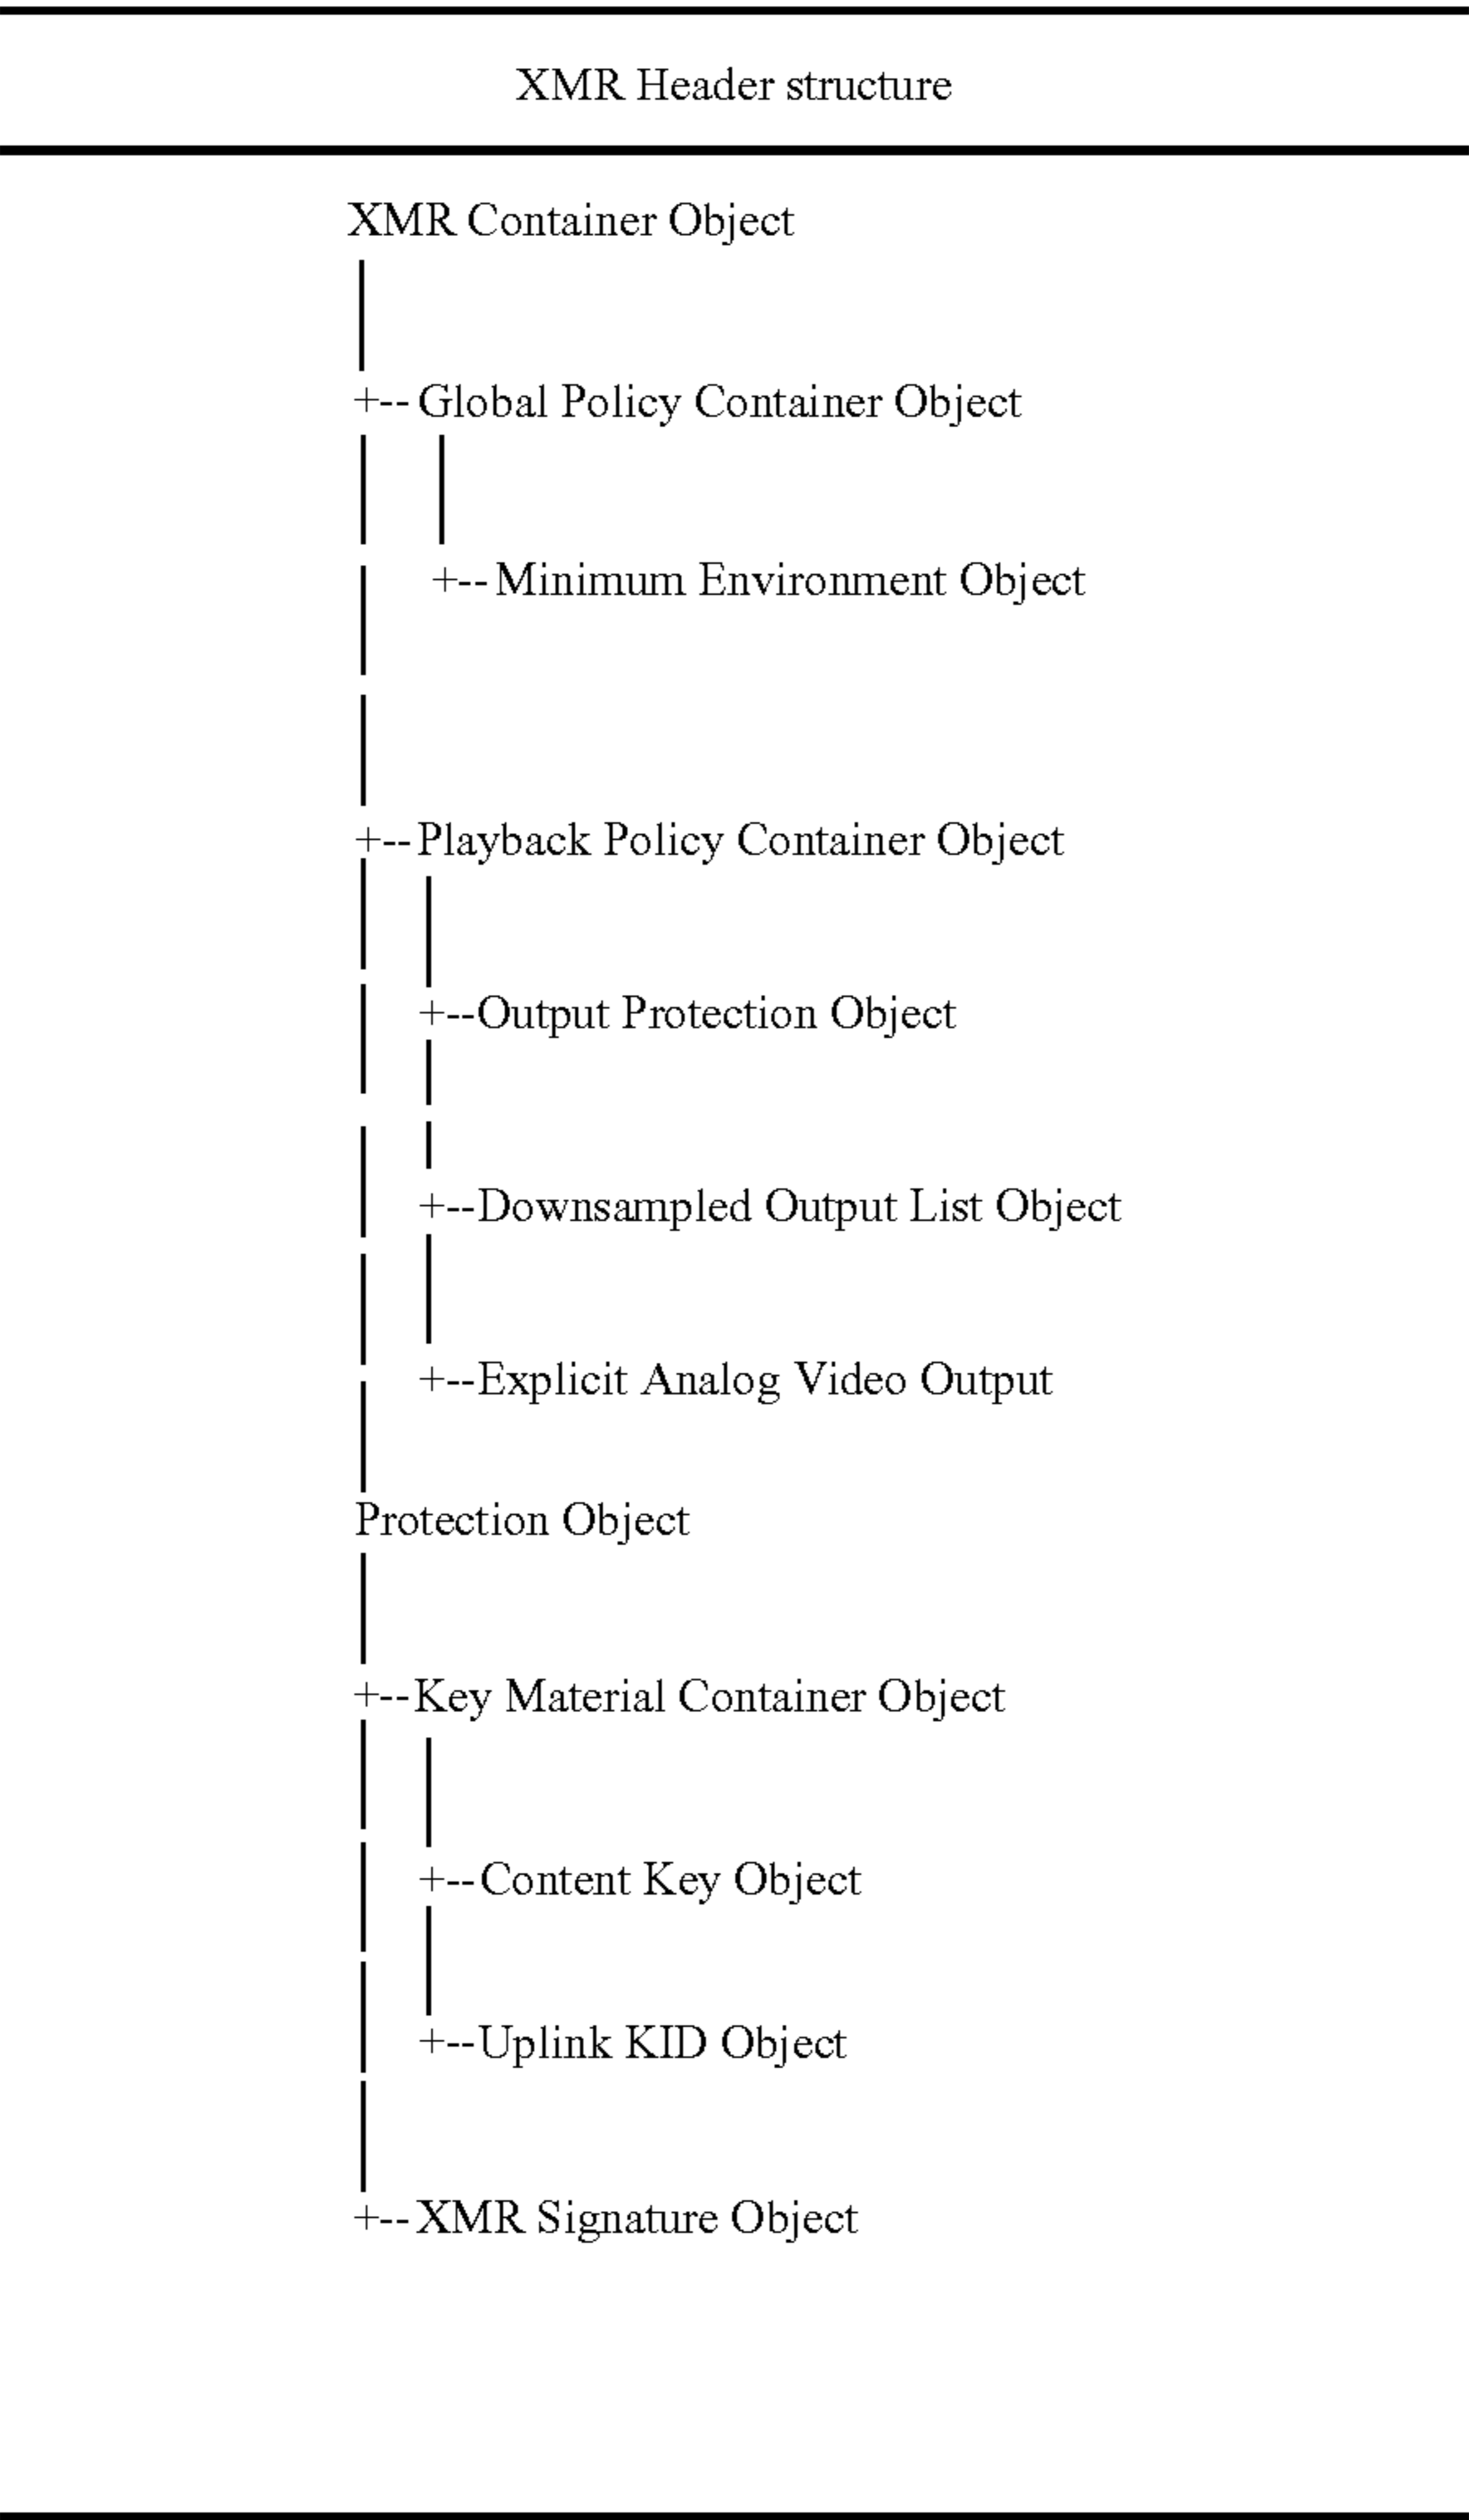 XMR Header structure
XMR Container Object
+-- Global Policy Container Object
+--Minimum Environment Object
+--Playback Policy Container Object
+--Output Protection Object
+--Downsampled Output List Object
+--Explicit Analog Video Output
Protection Object
+--Key Material Container Object
+--Content Key Object
+--Uplink KID Object
+--XMR Signature Object